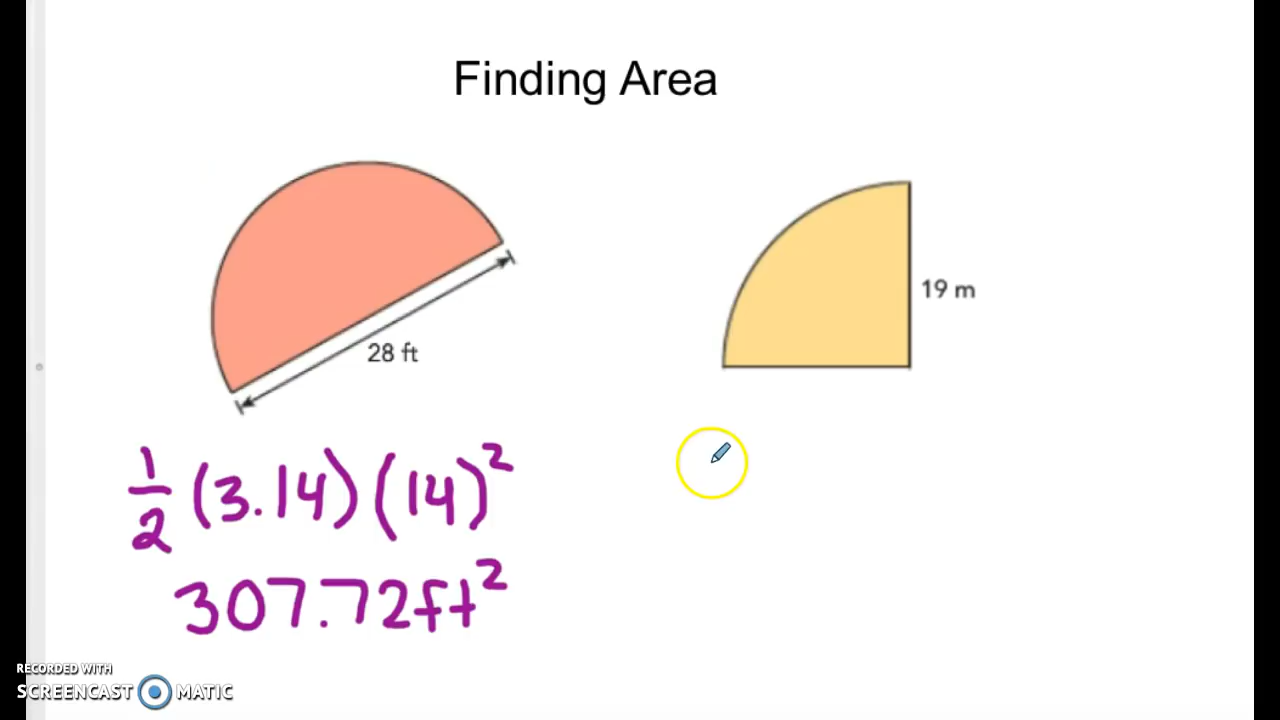 Finding Area
28 ft
19 m
1/2 (3.14)(14)²
307.72ft²
RECORDED WITH
SCREENCAST MATIC